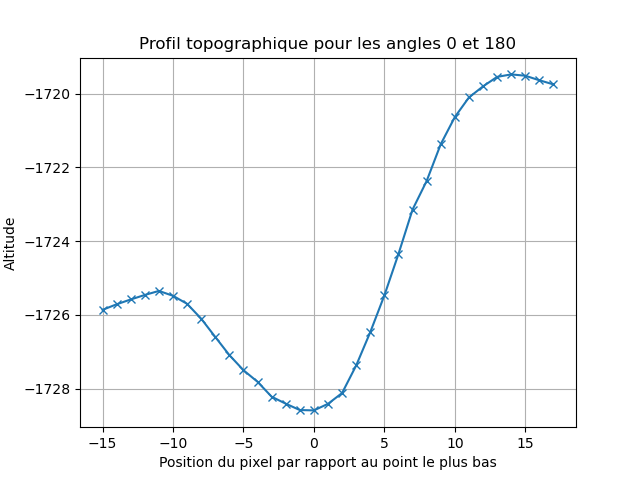 Profil topographique pour les angles 0 et 180
Altitude
−1720
−1722
−1724
−1726
−1728
−15 −10 −5 0 5 10 15
Position du pixel par rapport au point le plus bas